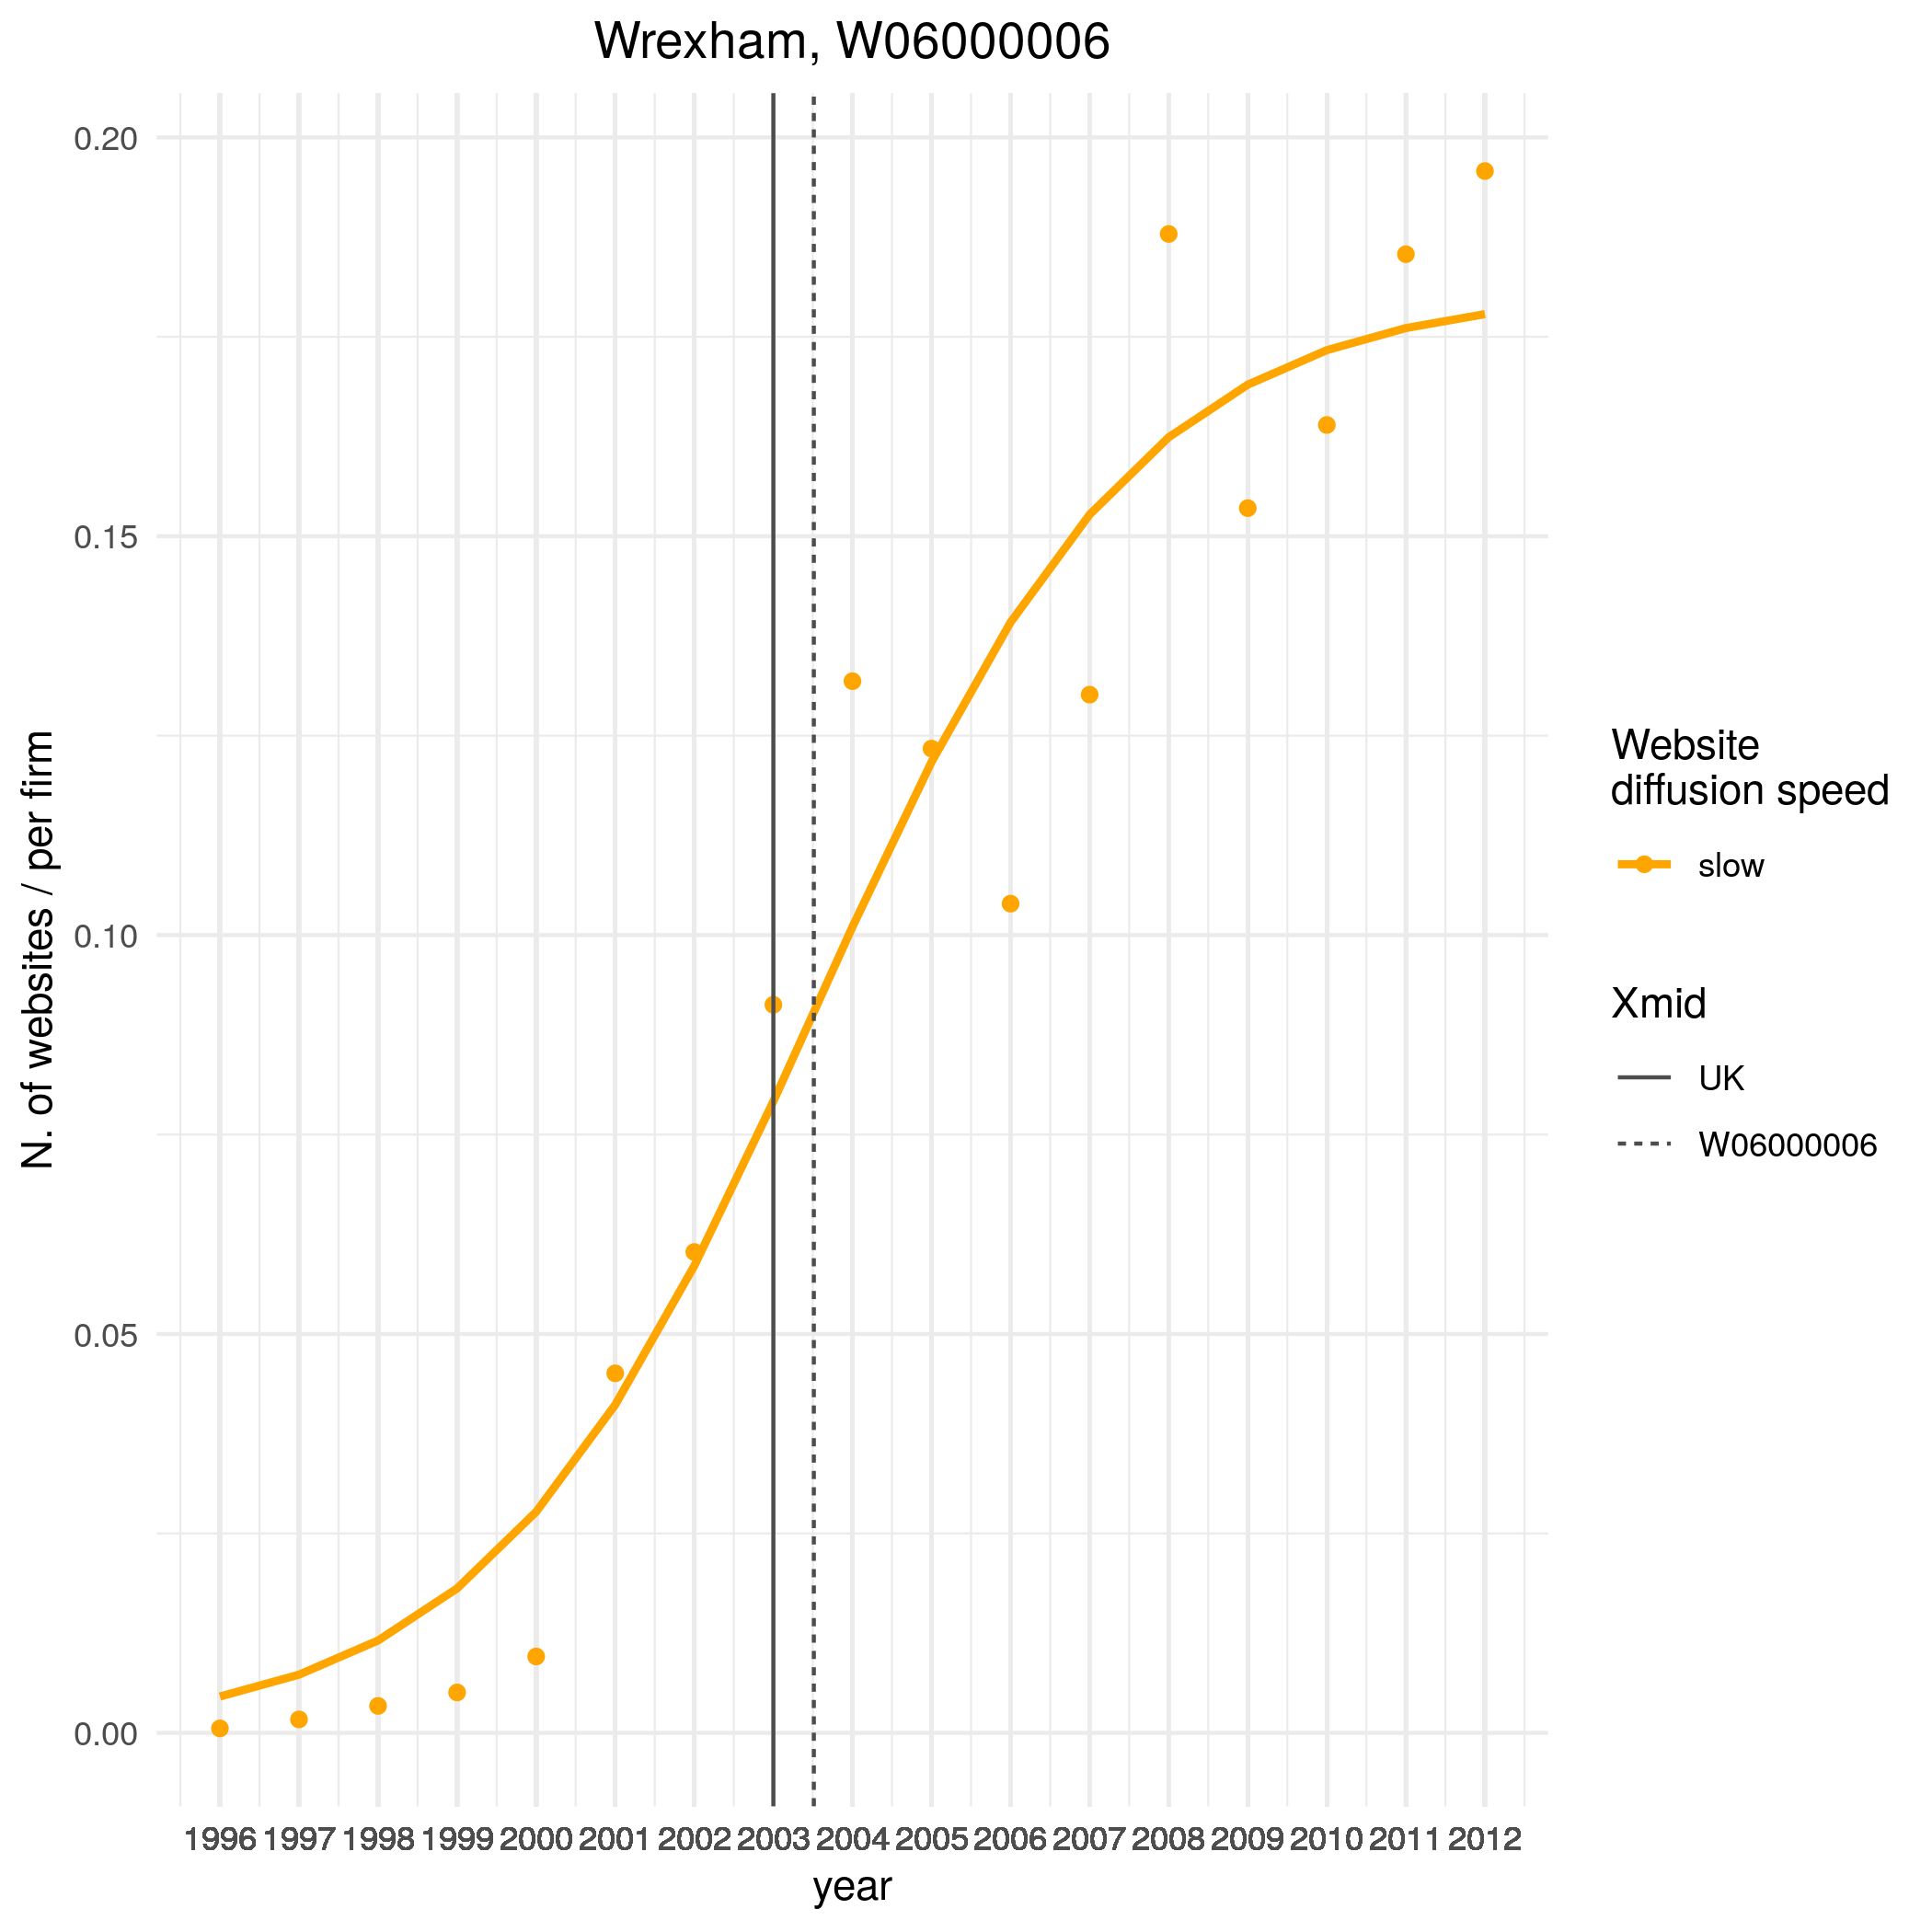 Wrexham, W06000006
0.20
0.15
0.10
0.05
0.00
N. of websites / per firm
1996 1997 1998 1999 2000 2001 2002 2003 2004 2005 2006 2007 2008 2009 2010 2011 2012
year
Website
diffusion speed
slow
Xmid
UK
W06000006